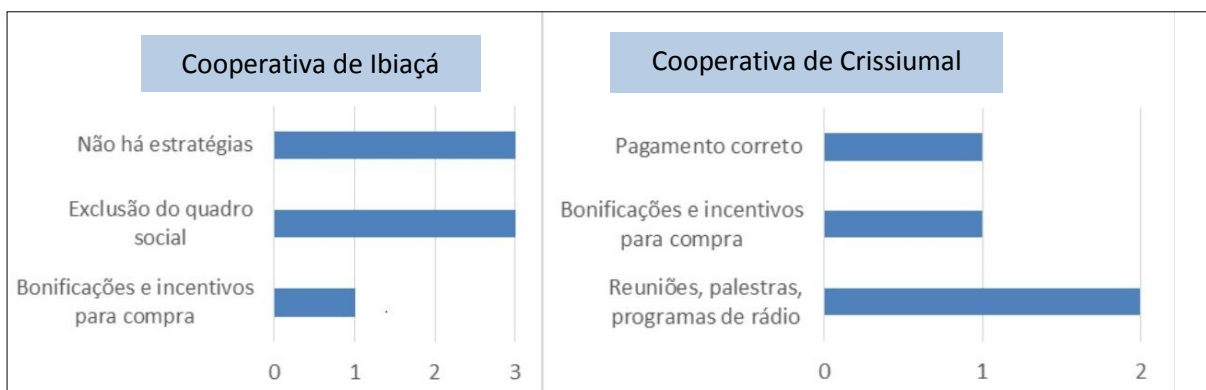 Cooperativa de Ibiaçá
Não há estratégias
Exclusão do quadro
social
Bonificações e incentivos
para compra
0 1 2 3
Cooperativa de Crissiumal
Pagamento correto
Bonificações e incentivos
para compra
Reuniões, palestras,
programas de rádio
0 1 2